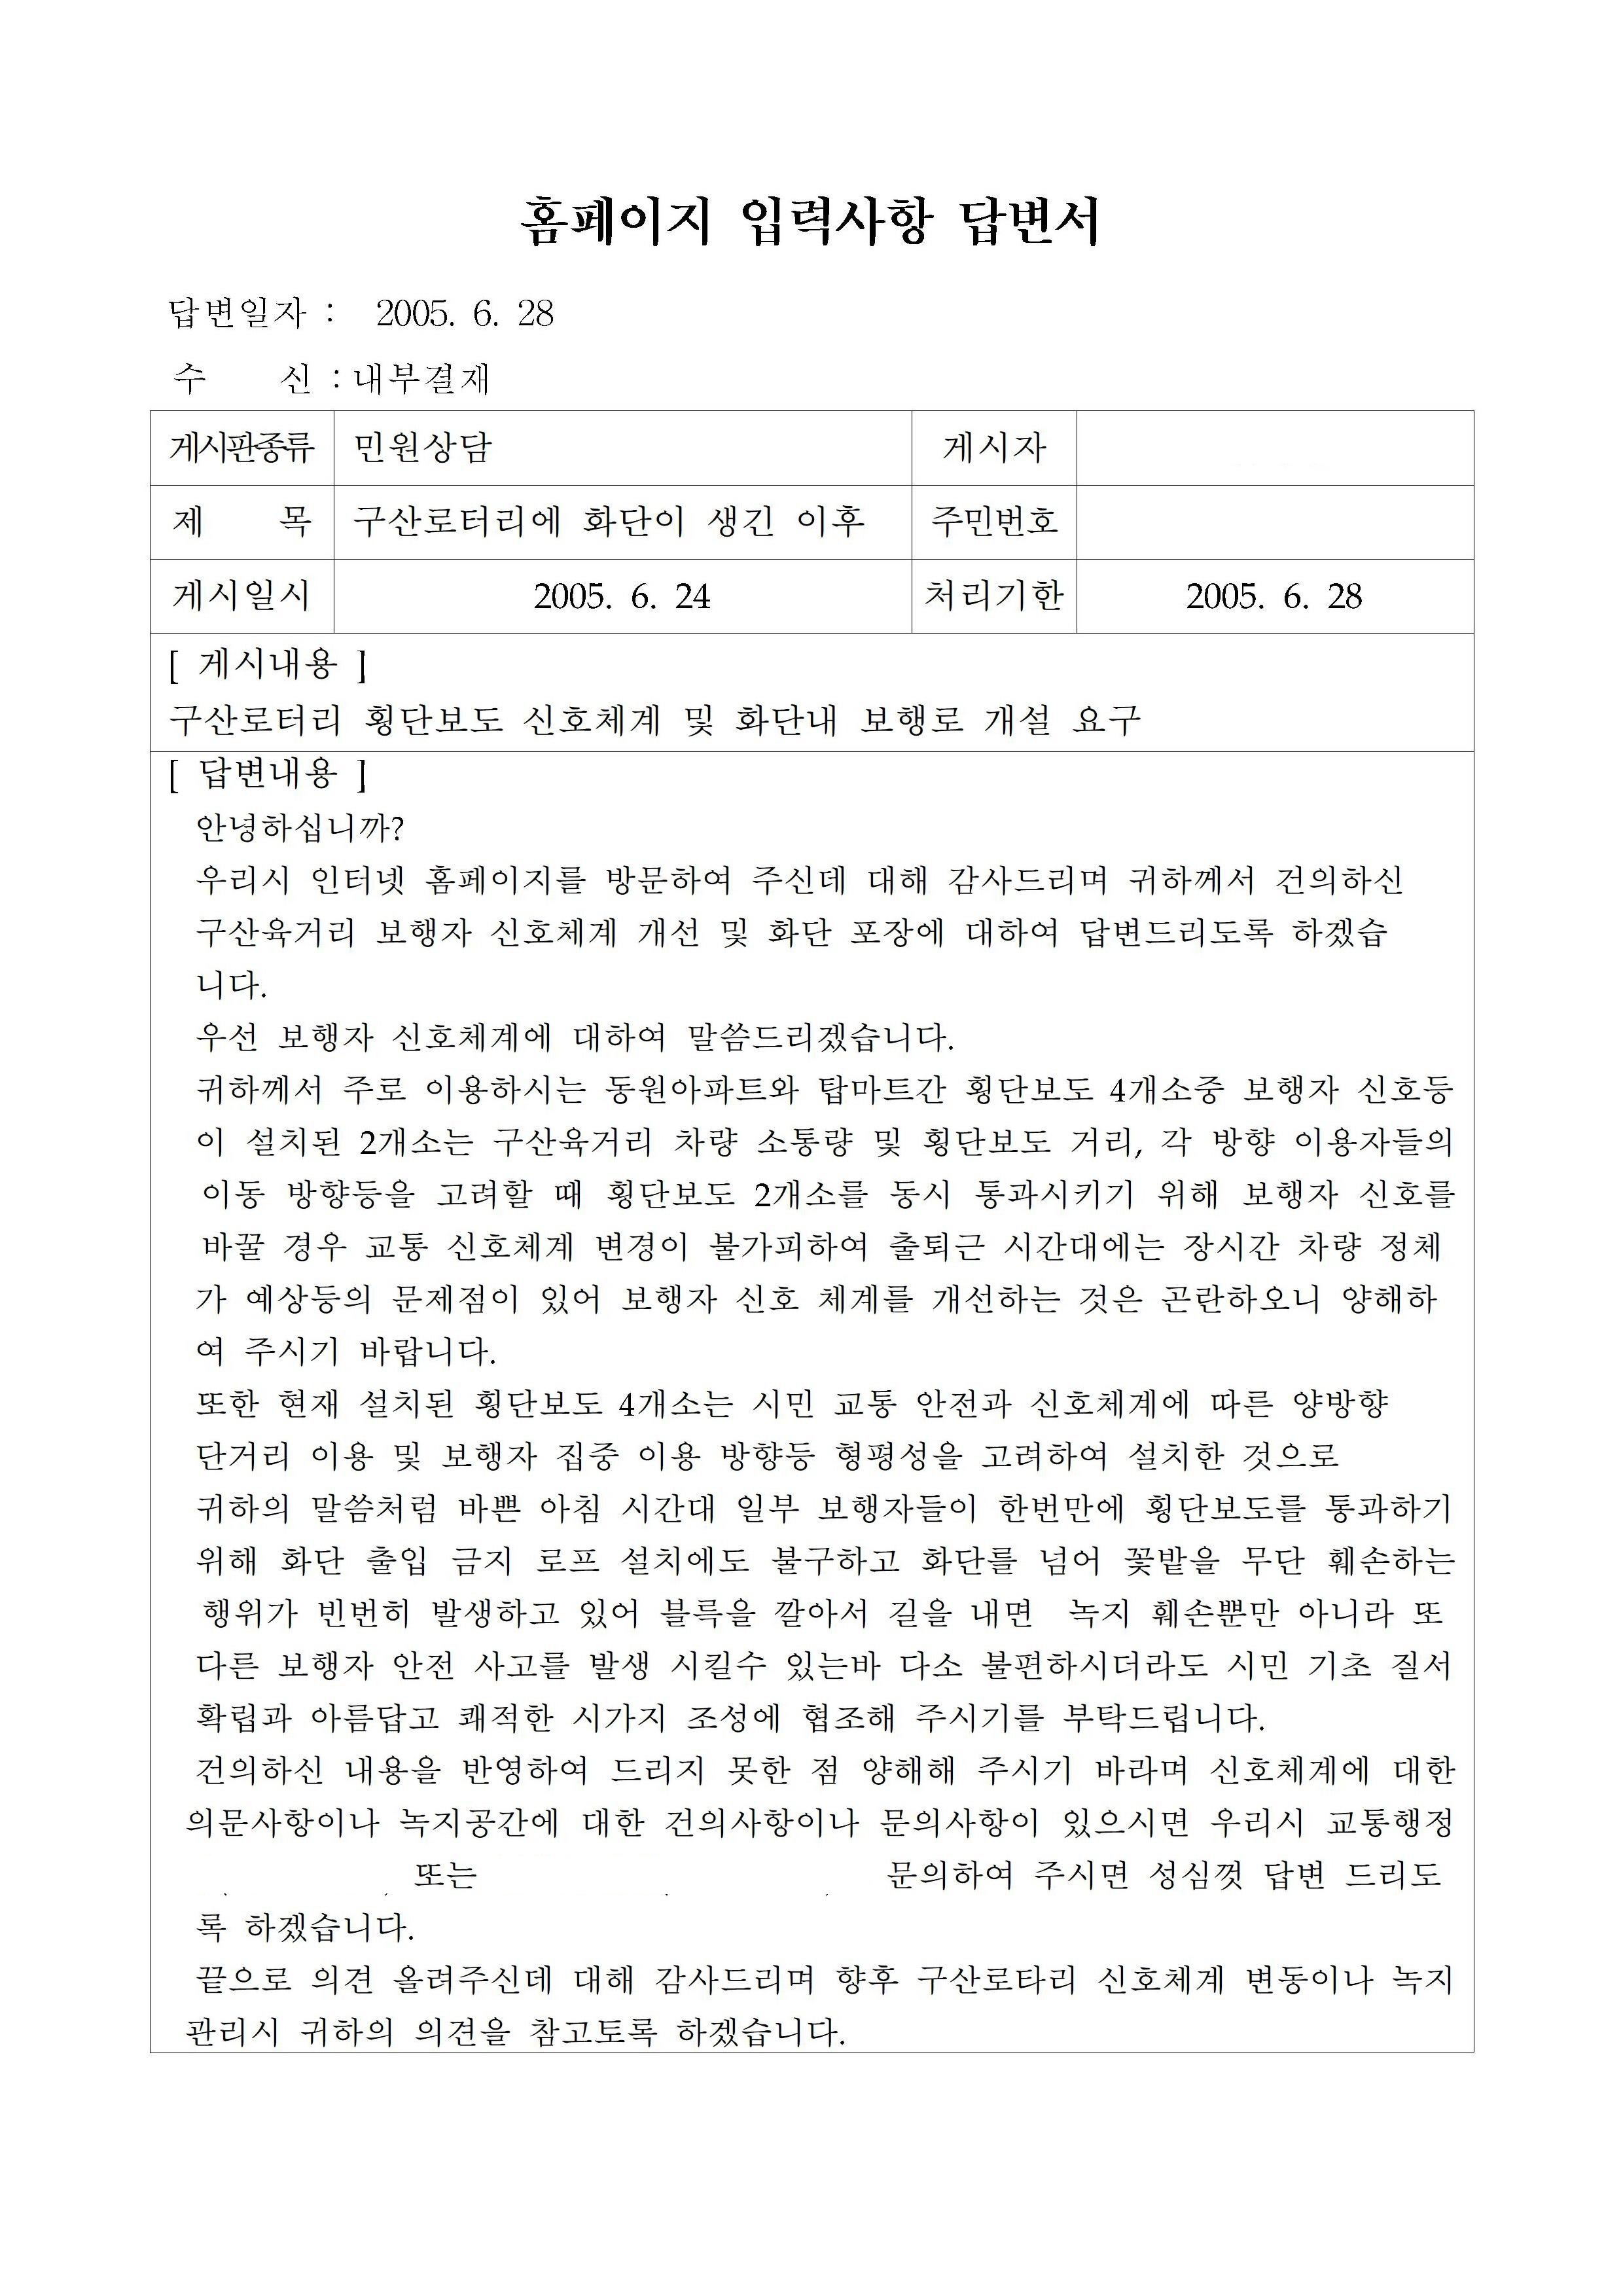 홈페이지 입력사항 답변서
답변일자 : 2005. 6. 28
수 신 : 내부결재
게시판종류 민원상담 게시자
제 목 구산로터리에 화단이 생긴 이후 주민번호
게시일시 2005. 6. 24 처리기한 2005. 6. 28
[ 게시내용 ]
구산로터리 횡단보도 신호체계 및 화단내 보행로 개설 요구
[ 답변내용 ]
안녕하십니까?
우리시 인터넷 홈페이지를 방문하여 주신데 대해 감사드리며 귀하께서 건의하신
구산육거리 보행자 신호체계 개선 및 화단 포장에 대하여 답변드리도록 하겠습
니다.
우선 보행자 신호체계에 대하여 말씀드리겠습니다.
귀하께서 주로 이용하시는 동원아파트와 탑마트간 횡단보도 4개소중 보행자 신호등
이 설치된 2개소는 구산육거리 차량 소통량 및 횡단보도 거리, 각 방향 이용자들의
이동 방향등을 고려할 때 횡단보도 2개소를 동시 통과시키기 위해 보행자 신호를
바꿀 경우 교통 신호체계 변경이 불가피하여 출퇴근 시간대에는 장시간 차량 정체
가 예상등의 문제점이 있어 보행자 신호 체계를 개선하는 것은 곤란하오니 양해하
여 주시기 바랍니다.
또한 현재 설치된 횡단보도 4개소는 시민 교통 안전과 신호체계에 따른 양방향
단거리 이용 및 보행자 집중 이용 방향등 형평성을 고려하여 설치한 것으로
귀하의 말씀처럼 바쁜 아침 시간대 일부 보행자들이 한번만에 횡단보도를 통과하기
위해 화단 출입 금지 로프 설치에도 불구하고 화단를 넘어 꽃밭을 무단 훼손하는
행위가 빈번히 발생하고 있어 블륵을 깔아서 길을 내면 녹지 훼손뿐만 아니라 또
다른 보행자 안전 사고를 발생 시킬수 있는바 다소 불편하시더라도 시민 기초 질서
확립과 아름답고 쾌적한 시가지 조성에 협조해 주시기를 부탁드립니다.
건의하신 내용을 반영하여 드리지 못한 점 양해해 주시기 바라며 신호체계에 대한
의문사항이나 녹지공간에 대한 건의사항이나 문의사항이 있으시면 우리시 교통행정
또는 문의하여 주시면 성심껏 답변 드리도
록 하겠습니다.
끝으로 의견 올려주신데 대해 감사드리며 향후 구산로타리 신호체계 변동이나 녹지
관리시 귀하의 의견을 참고토록 하겠습니다.